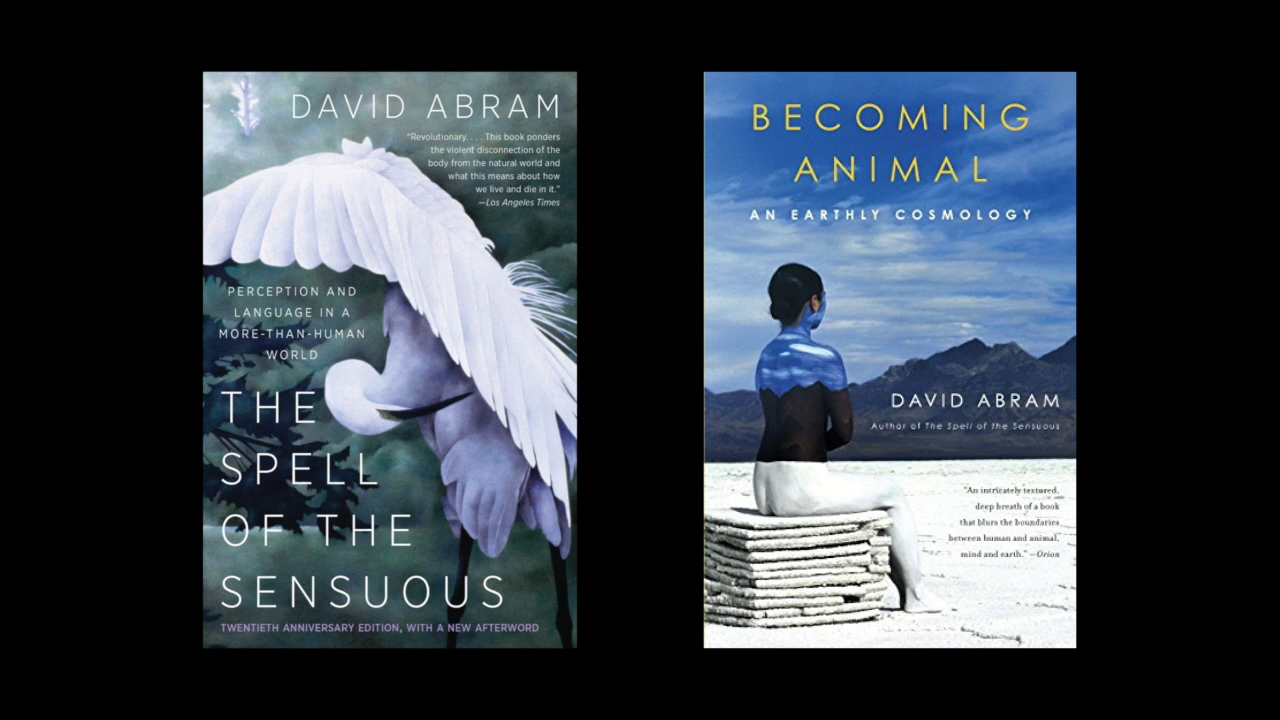 DAVID ABRAM
"Revolutionary. . . . This book ponders
the violent disconnection of the
body from the natural world and
what this means about how
we live and die in it."
—Los Angeles Times
PERCEPTION AND
LANGUAGE IN A
MORE-THAN-HUMAN
WORLD
THE
SPELL
OF THE
SENSUOUS
TWENTIETH ANNIVERSARY EDITION, WITH A NEW AFTERWORD
BECOMING
ANIMAL
AN EARTHLY COSMOLOGY
DAVID ABRAM
Author of The Spell of the Sensuous
"An intricately textured,
deep breath of a book
that blurs the boundaries
between human and animal,
mind and earth." —Orion